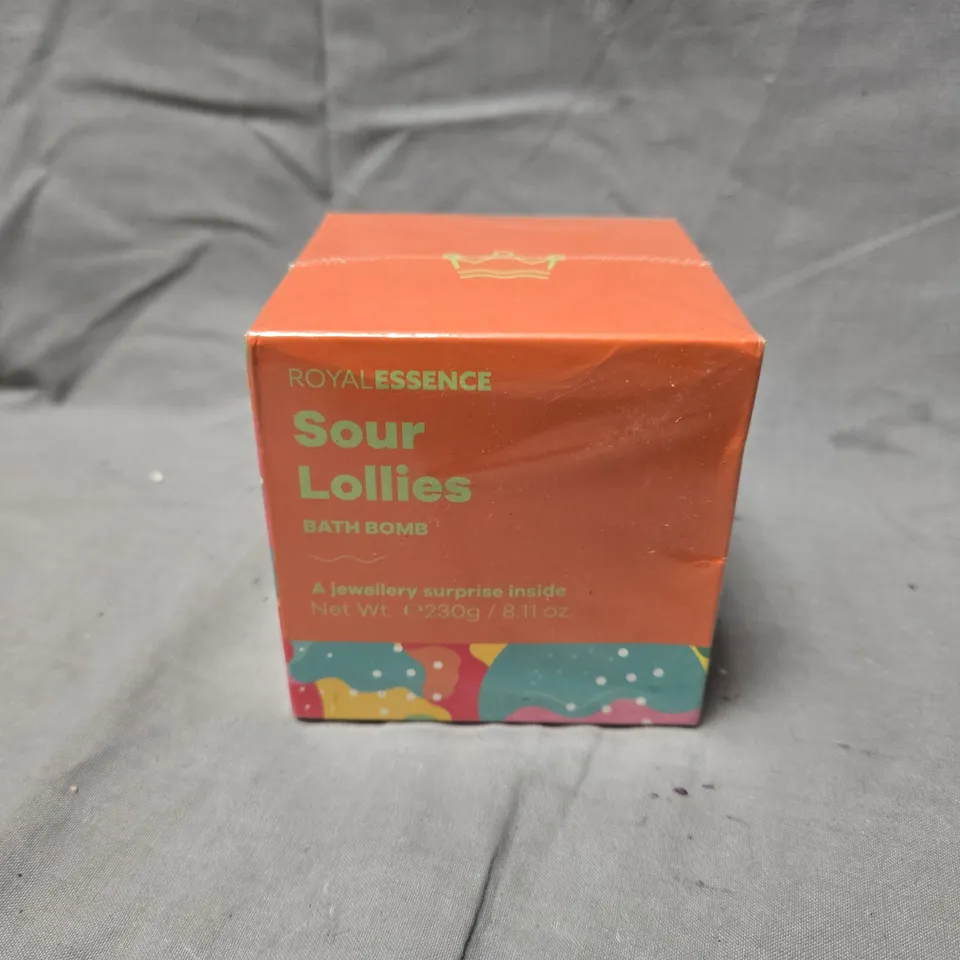 ROYALESSENCE
Sour
Lollies
BATH BOMB
A jewellery surprise inside
Net Wt. ℮230g / 8.11 oz